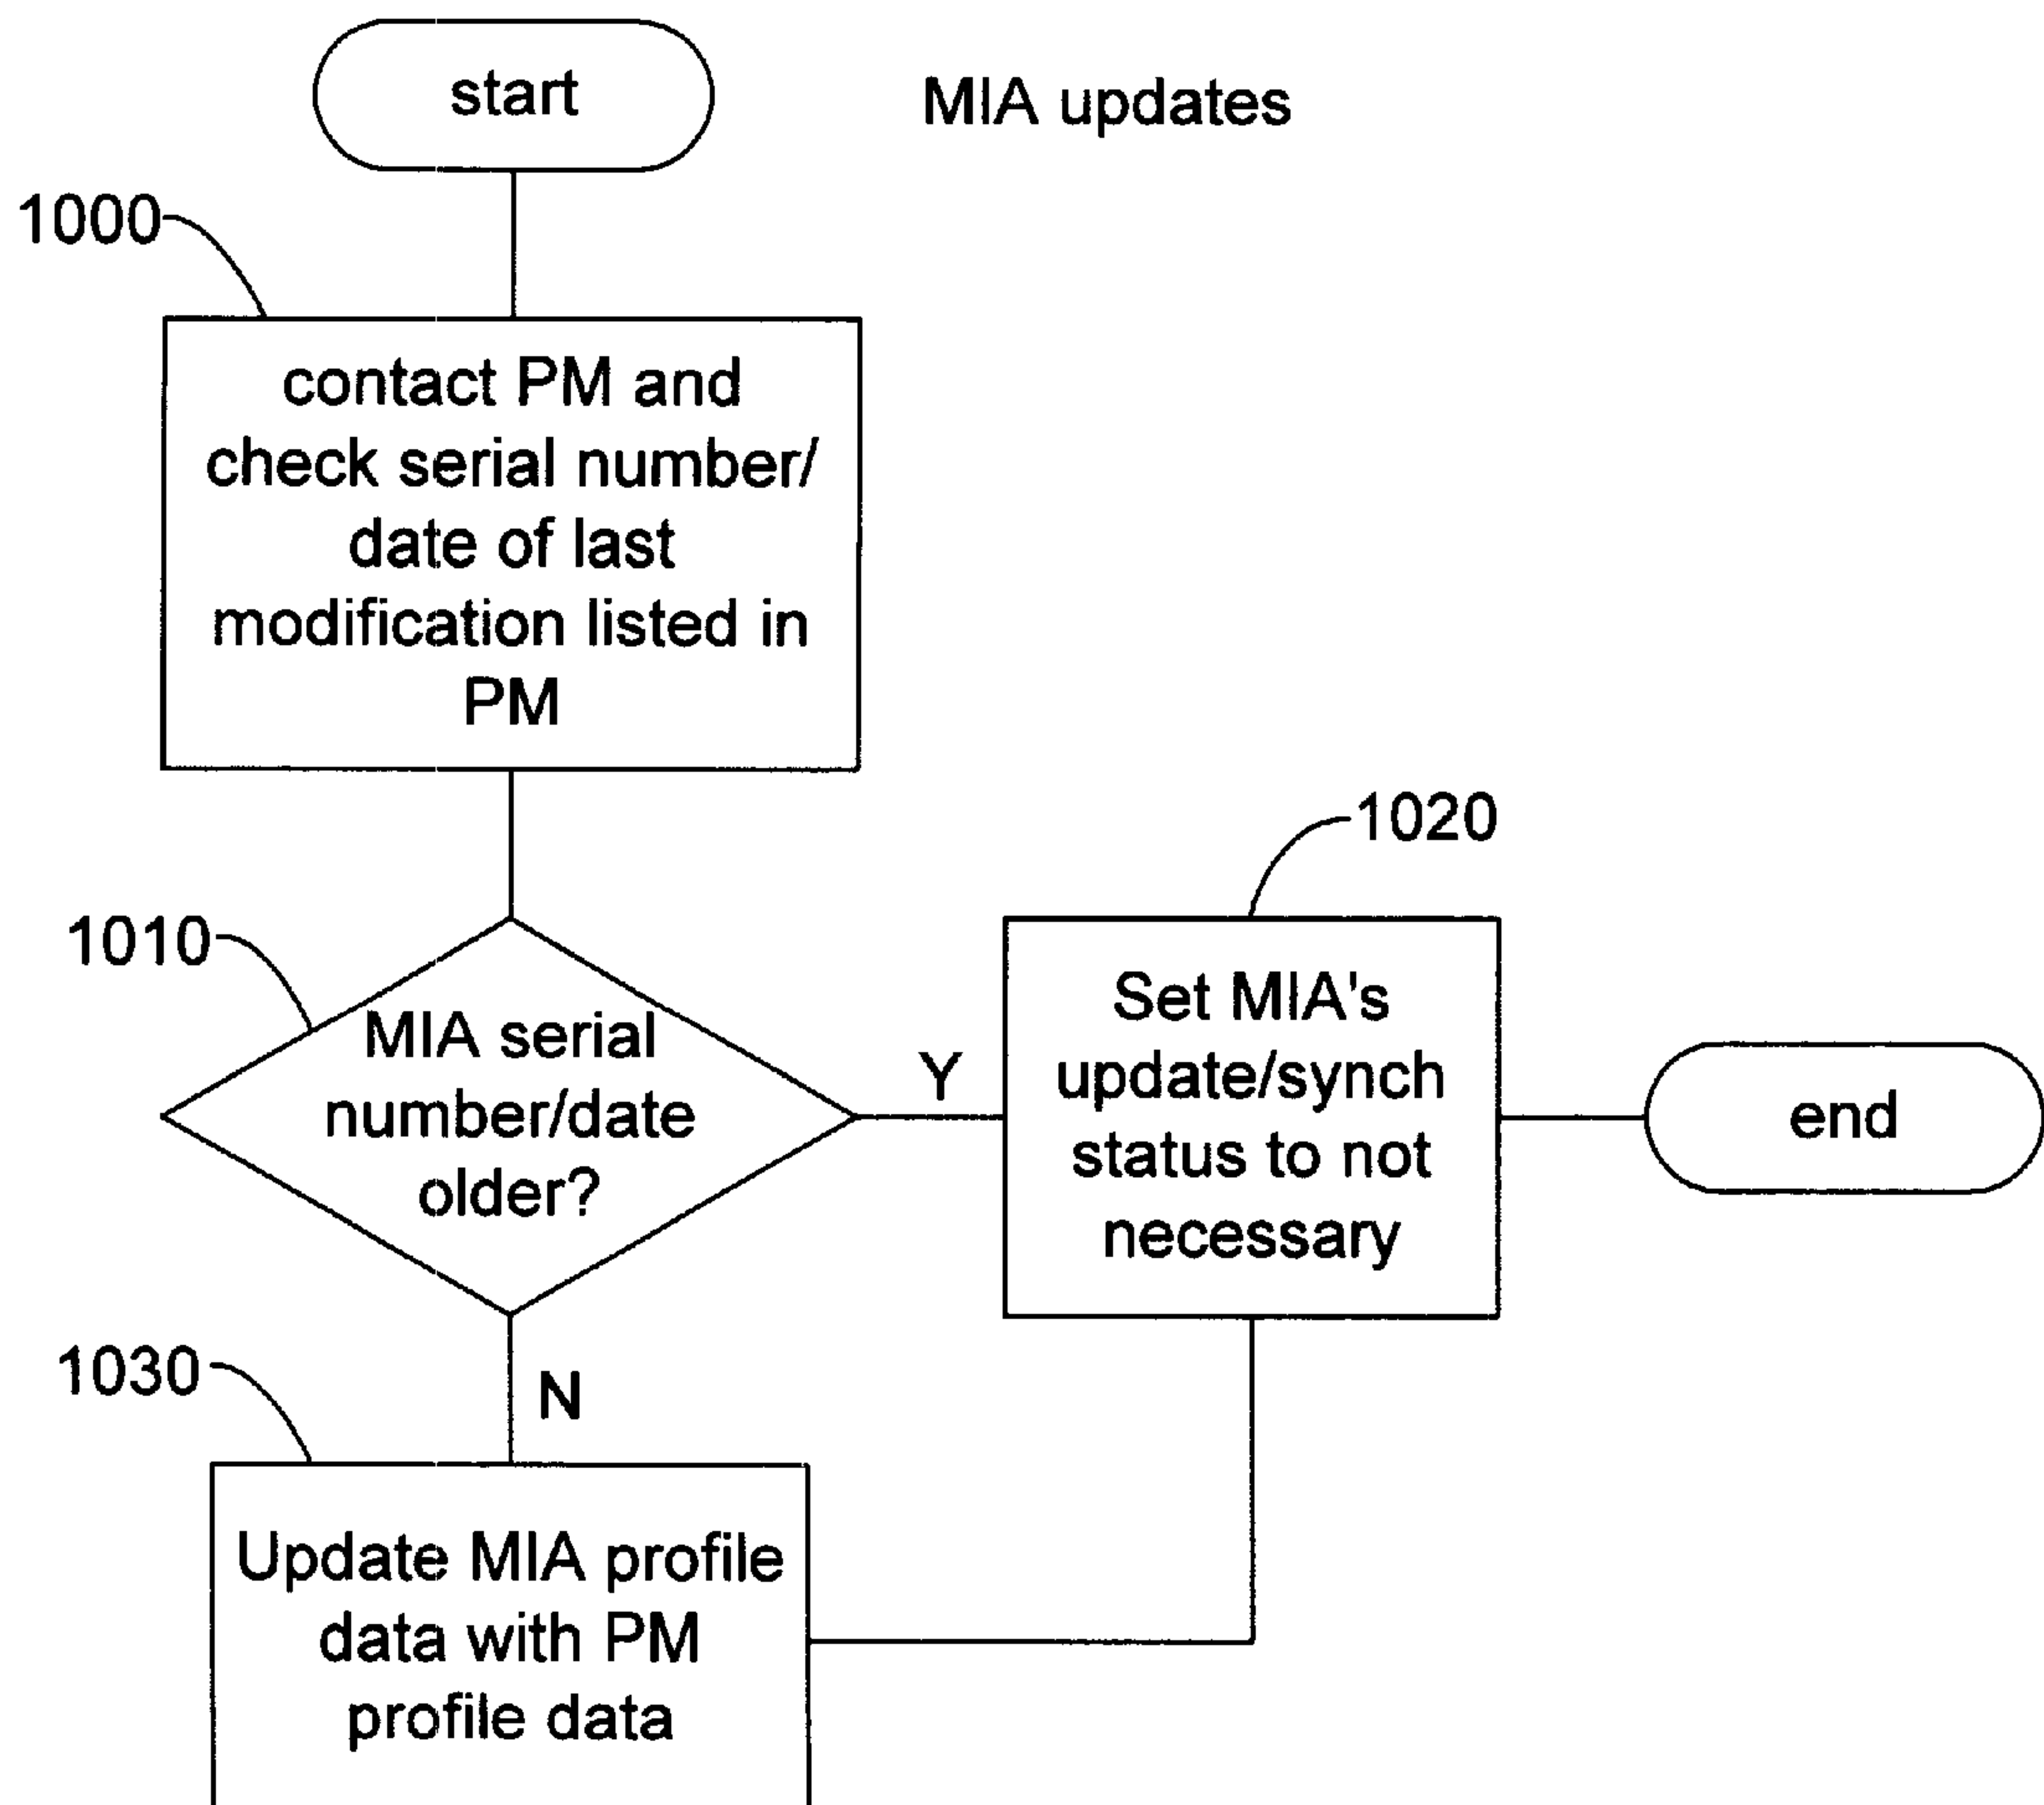 start
MIA updates
1000
contact PM and
check serial number/
date of last
modification listed in
PM
1010
MIA serial
number/date
older?
Y
1020
Set MIA's
update/synch
status to not
necessary
end
N
1030
Update MIA profile
data with PM
profile data